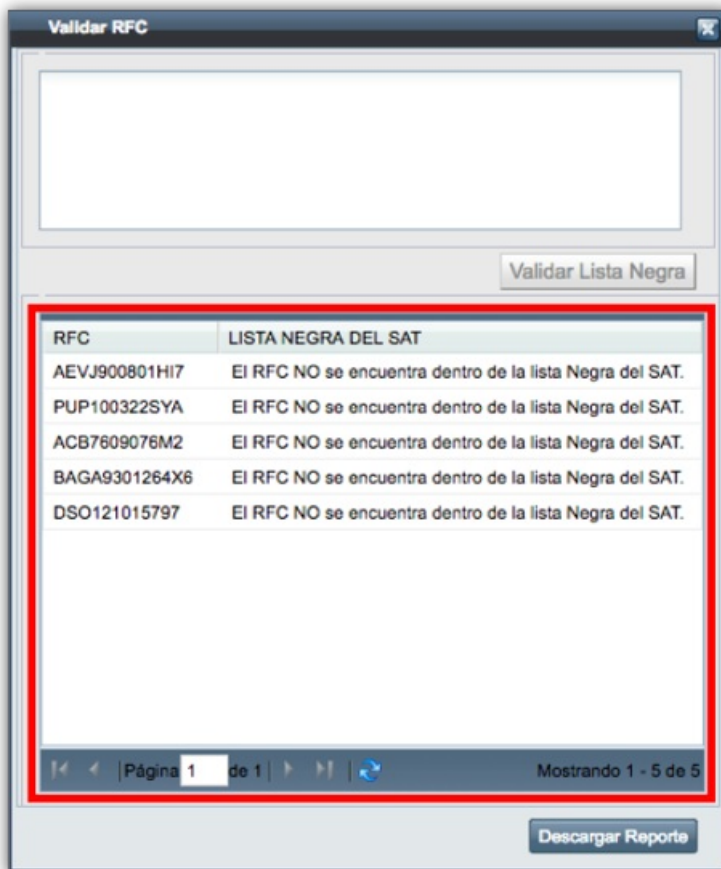 Validar RFC
Validar Lista Negra
RFC LISTA NEGRA DEL SAT
AEVJ900801HI7 El RFC NO se encuentra dentro de la lista Negra del SAT.
PUP100322SYA El RFC NO se encuentra dentro de la lista Negra del SAT.
ACB7609076M2 El RFC NO se encuentra dentro de la lista Negra del SAT.
BAGA9301264X6 El RFC NO se encuentra dentro de la lista Negra del SAT.
DSO121015797 El RFC NO se encuentra dentro de la lista Negra del SAT.
Página 1 de 1 Mostrando 1 - 5 de 5
Descargar Reporte